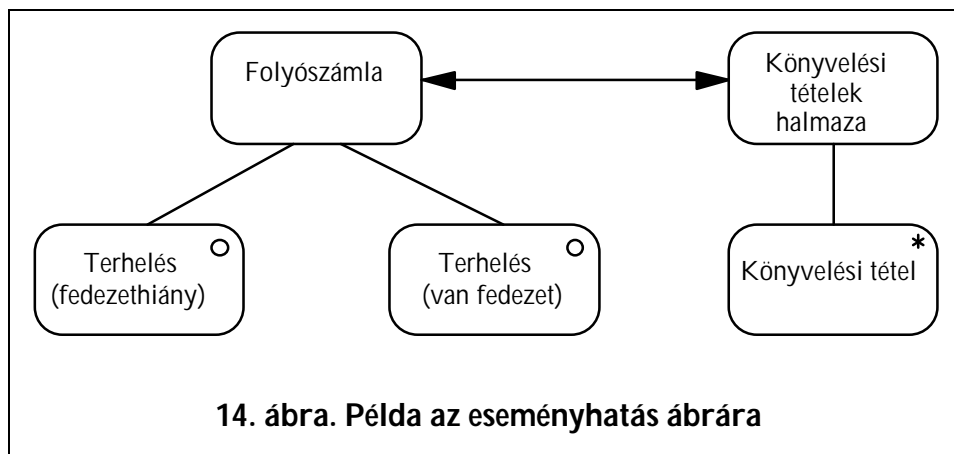 Folyószámla
Könyvelési
tételek
halmaza
Terhelés
(fedezethiány)
Terhelés
(van fedezet)
*
Könyvelési tétel
14. ábra. Példa az eseményhatás ábrára